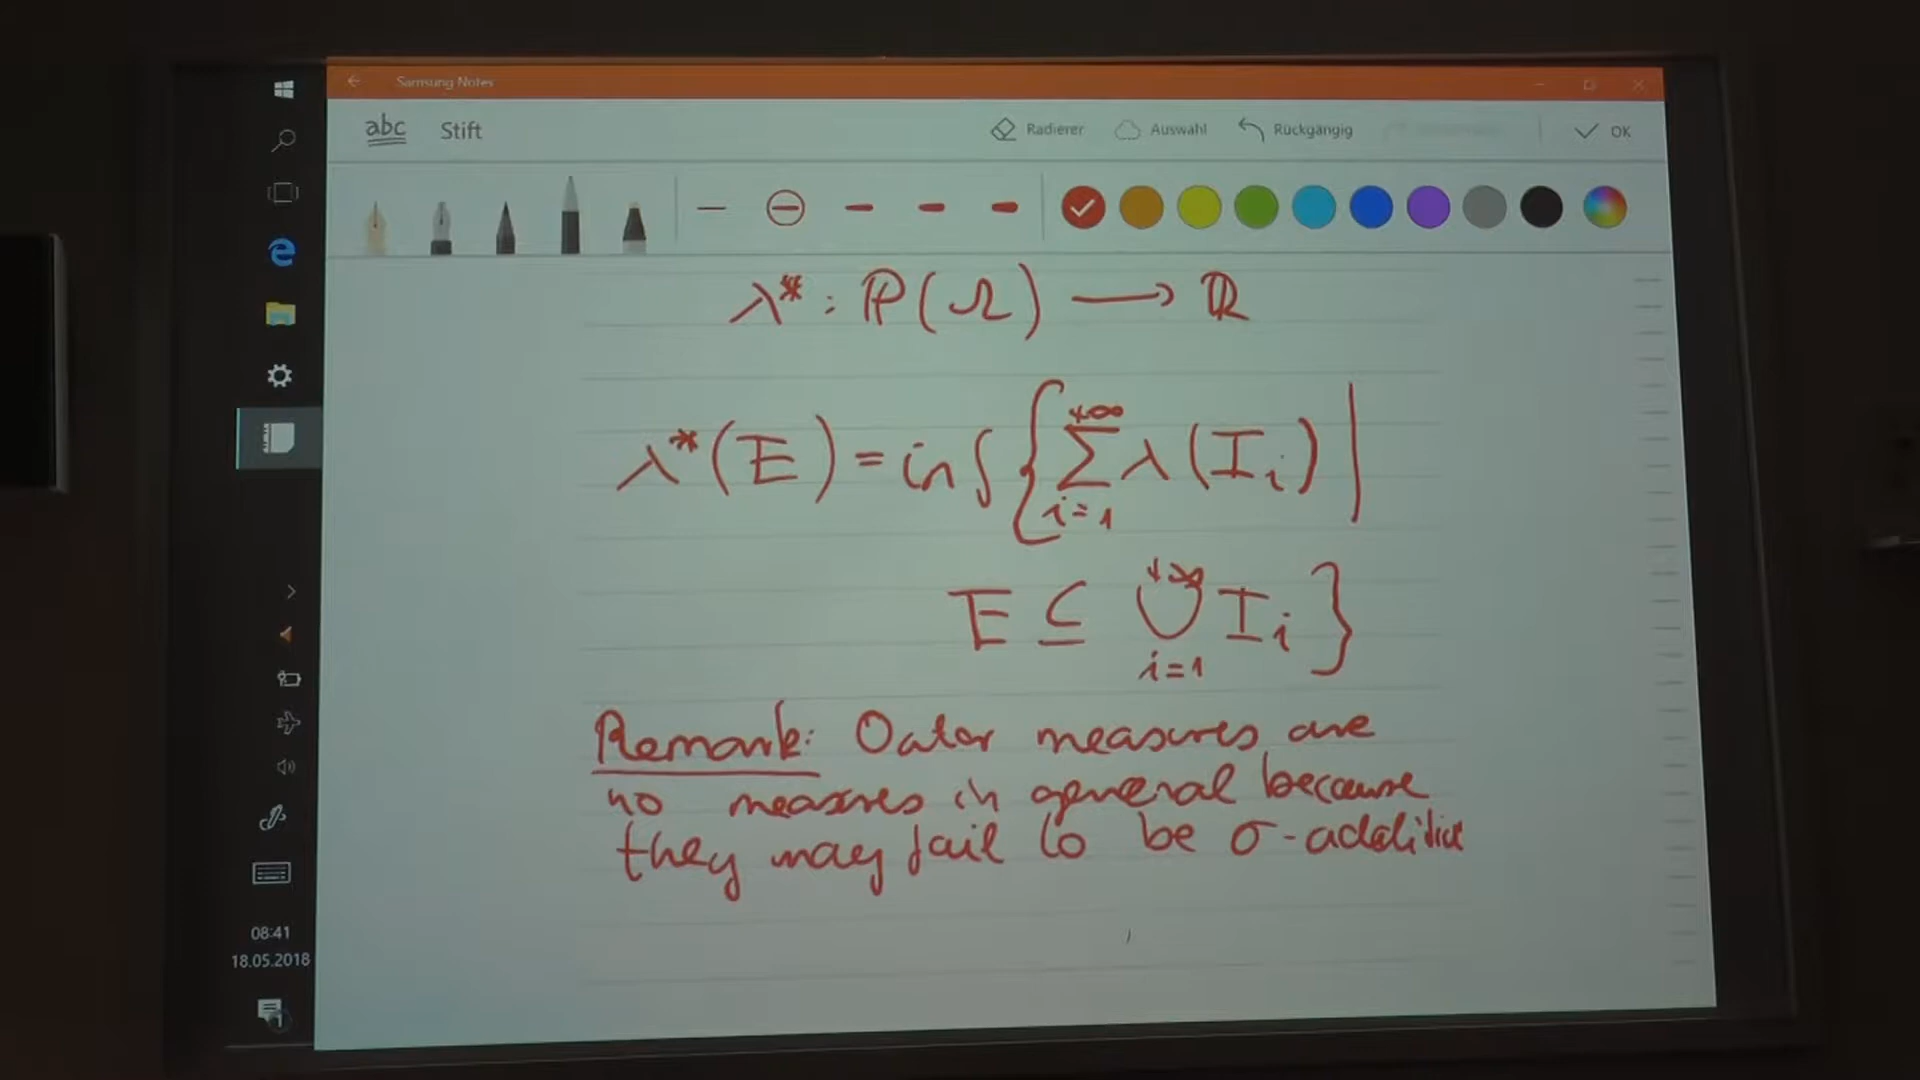 Samsung Notes
abc Stift Radierer Auswahl Rückgängig OK
λ* : ℙ(Ω) → ℝ
λ*(E) = inf { ∑_{i=1}^{+∞} λ(I_i) |
E ⊆ ⋃_{i=1}^{+∞} I_i }
Remark: Outer measures are
no measures in general because
they may fail to be σ-additive
08:41
18.05.2018